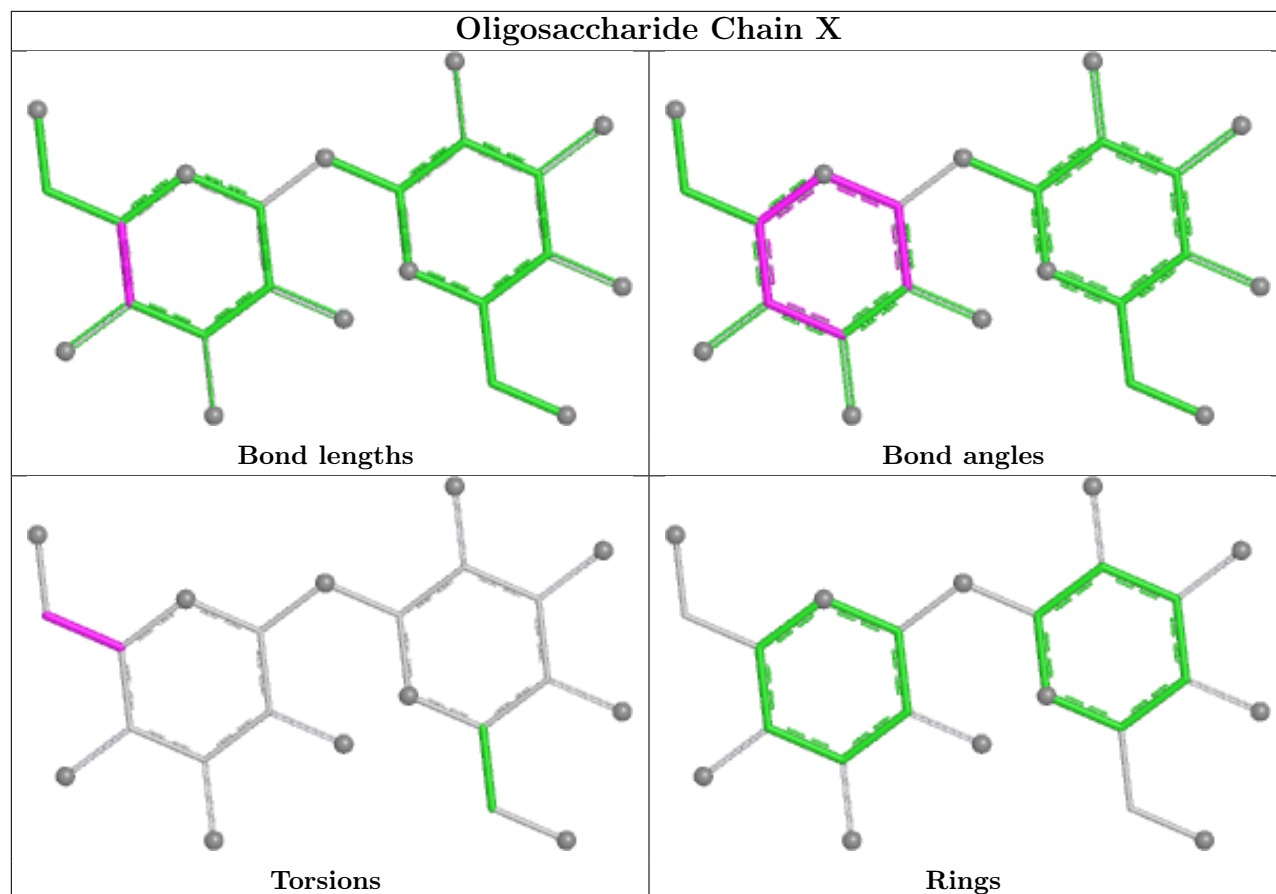 Oligosaccharide Chain X
Bond lengths
Bond angles
Torsions
Rings